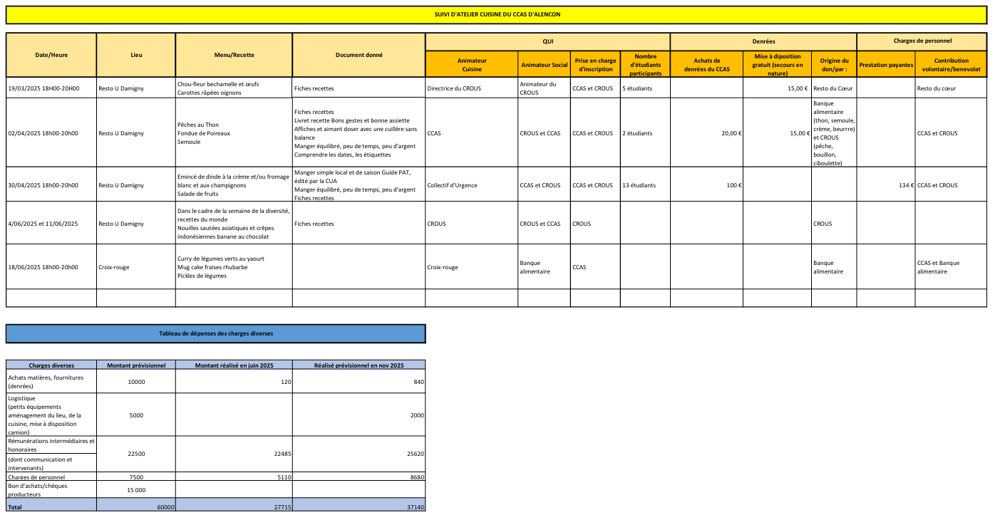 SUIVI D'ATELIER CUISINE DU CCAS D'ALENCON
Date/Heure
Lieu
Menu/Recette
Document donné
QUI
Denrées
Charges de personnel
Animateur
Cuisine
Animateur Social
Prise en charge
d'inscription
Nombre
d'étudiants
participants
Achats de
denrées du CCAS
Mise à diposition
gratuit (secours en
nature)
Origine du
don/par :
Prestation payantes
Contribution
volontaire/benevolat
19/03/2025 18H00-20H00
Resto U Damigny
Chou-fleur bechamelle et œufs
Carottes râpées oignons
Fiches recettes
Directrice du CROUS
Animateur du
CROUS
CCAS et CROUS
5 étudiants
15,00 €
Resto du Cœur
Resto du cœur
02/04/2025 18h00-20h00
Resto U Damigny
Pêches au Thon
Fondue de Poireaux
Semoule
Fiches recettes
Livret recette Bons gestes et bonne assiette
Affiches et aimant doser avec une cuillère sans
balance
Manger équilibré, peu de temps, peu d'argent
Comprendre les dates, les étiquettes
CCAS
CROUS et CCAS
CCAS et CROUS
2 étudiants
20,00 €
15,00 €
Banque
alimentaire
(thon, semoule,
crème, beurrre)
et CROUS
(pêche,
bouillon,
ciboulette)
CCAS et CROUS
30/04/2025 18h00-20h00
Resto U Damigny
Emincé de dinde à la crème et/ou fromage
blanc et aux champignons
Salade de fruits
Manger simple local et de saison Guide PAT,
édité par la CUA
Manger équilibré, peu de temps, peu d'argent
Fiches recettes
Collectif d'Urgence
CCAS et CROUS
CCAS et CROUS
13 étudiants
100 €
134 €
CCAS et CROUS
4/06/2025 et 11/06/2025
Resto U Damigny
Dans le cadre de la semaine de la diversité,
recettes du monde
Nouilles sautées asiatiques et crêpes
indonésiennes banane au chocolat
Fiches recettes
CROUS
CROUS et CCAS
CROUS
CROUS
18/06/2025 18h00-20h00
Croix-rouge
Curry de légumes verts au yaourt
Mug cake fraises rhubarbe
Pickles de légumes
Croix-rouge
Banque
alimentaire
CCAS
Banque
alimentaire
CCAS et Banque
alimentaire
Tableau de dépenses des charges diverses
Charges diverses
Montant prévisionnel
Montant réalisé en juin 2025
Réalisé prévisionnel en nov 2025
Achats matières, fournitures
(denrées)
10000
120
840
Logistique
(petits équipements
aménagement du lieu, de la
cuisine, mise à disposition
camion)
5000
2000
Rémunérations intermédiaires et
honoraires
(dont communication et
intervenants)
22500
22485
25620
Charges de personnel
7500
5110
8680
Bon d'achats/chèques
producteurs
15 000
Total
60000
27715
37140